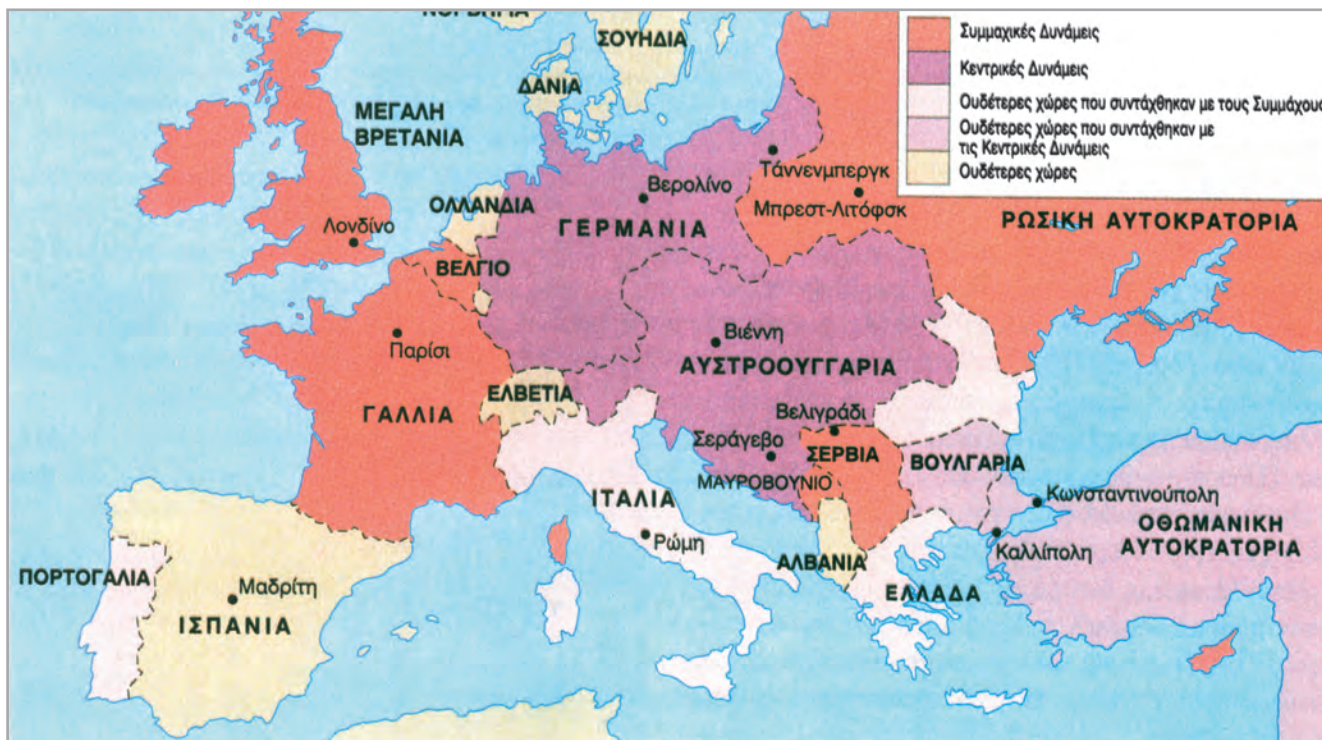 ΝΟΡΒΗΓΙΑ
ΣΟΥΗΔΙΑ
ΔΑΝΙΑ
ΜΕΓΑΛΗ
ΒΡΕΤΑΝΙΑ
Συμμαχικές Δυνάμεις
Κεντρικές Δυνάμεις
Ουδέτερες χώρες που συντάχθηκαν με τους Συμμάχους
Ουδέτερες χώρες που συντάχθηκαν με
τις Κεντρικές Δυνάμεις
Ουδέτερες χώρες
Τάννενμπεργκ
Βερολίνο
Μπρεστ-Λιτόφσκ
ΟΛΛΑΝΔΙΑ
ΓΕΡΜΑΝΙΑ
ΡΩΣΙΚΗ ΑΥΤΟΚΡΑΤΟΡΙΑ
Λονδίνο
ΒΕΛΓΙΟ
Παρίσι
Βιέννη
ΑΥΣΤΡΟΟΥΓΓΑΡΙΑ
ΕΛΒΕΤΙΑ
ΓΑΛΛΙΑ
Βελιγράδι
Σεράγεβο
ΣΕΡΒΙΑ
ΒΟΥΛΓΑΡΙΑ
ΜΑΥΡΟΒΟΥΝΙΟ
ΙΤΑΛΙΑ
Κωνσταντινούπολη
ΟΘΩΜΑΝΙΚΗ
ΑΥΤΟΚΡΑΤΟΡΙΑ
Ρώμη
Καλλίπολη
ΑΛΒΑΝΙΑ
ΠΟΡΤΟΓΑΛΙΑ
Μαδρίτη
ΕΛΛΑΔΑ
ΙΣΠΑΝΙΑ